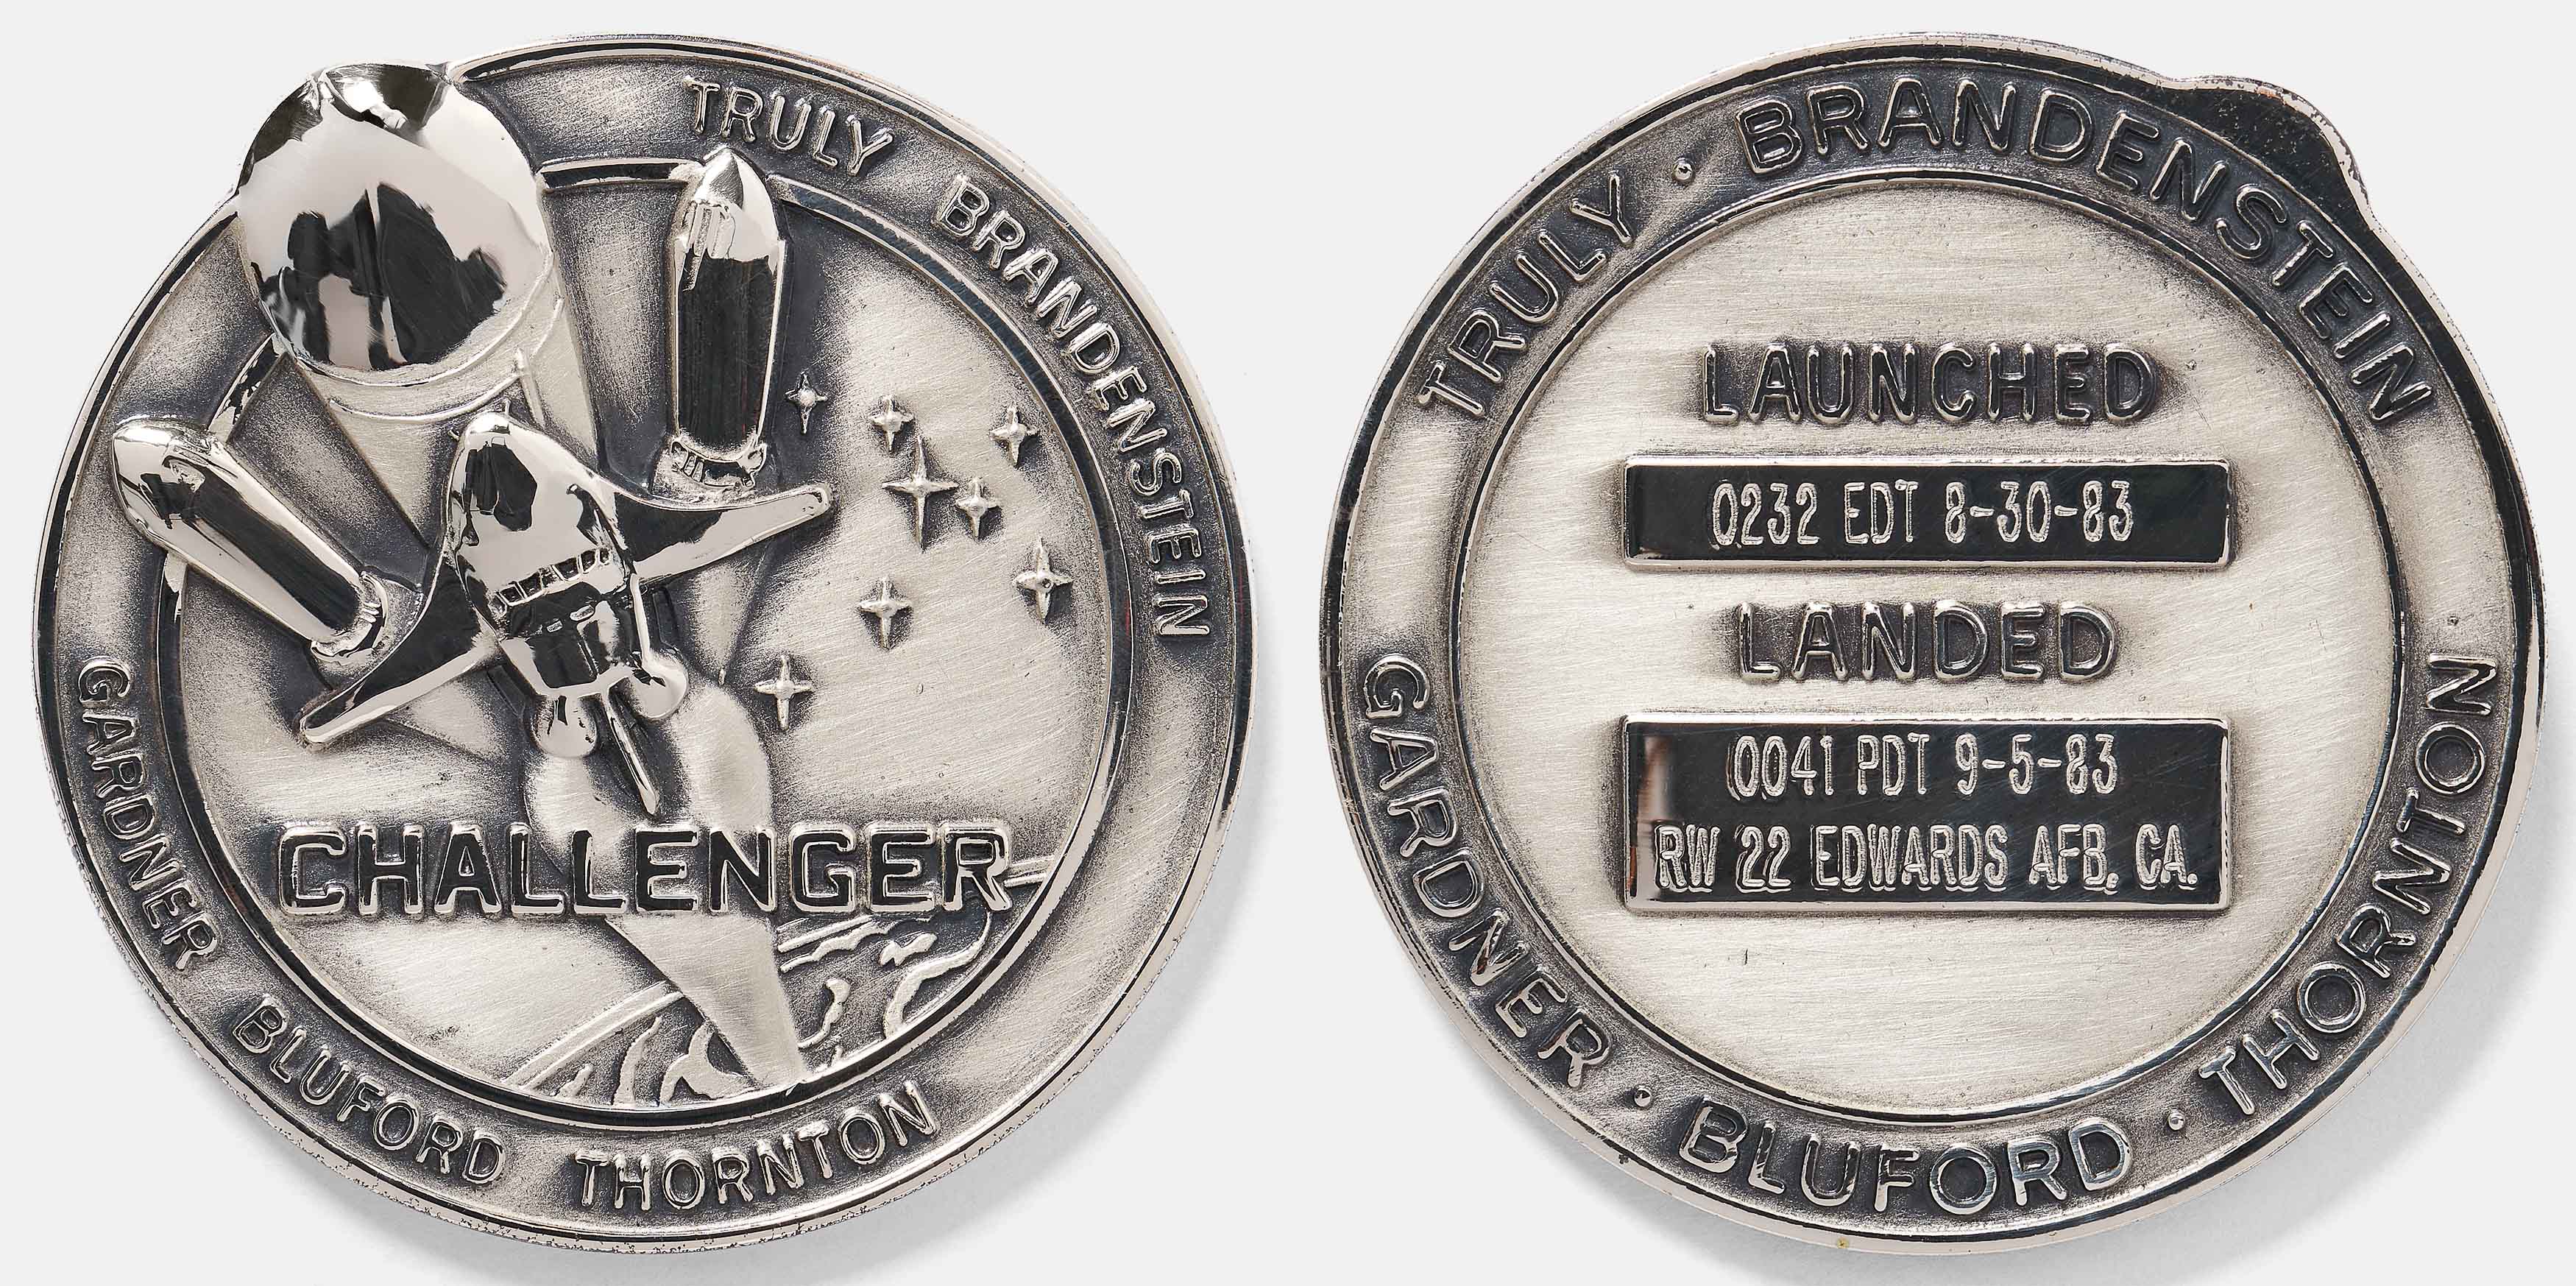 TRULY BRANDENSTEIN
CHALLENGER
GARDNER BLUFORD THORNTON
TRULY · BRANDENSTEIN
LAUNCHED
0232 EDT 8-30-83
LANDED
0041 PDT 9-5-83
RW 22 EDWARDS AFB, CA.
GARDNER · BLUFORD · THORNTON